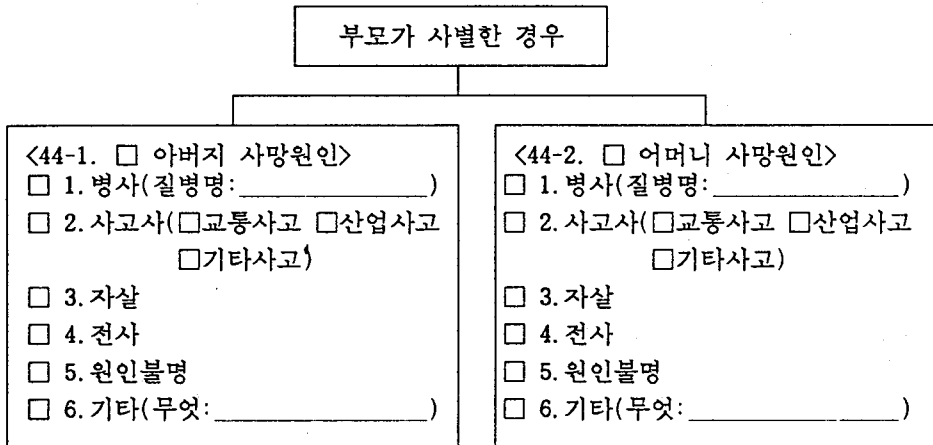 부모가 사별한 경우
<44-1. □ 아버지 사망원인>
□ 1. 병사(질병명:______________)
□ 2. 사고사(□교통사고 □산업사고
□기타사고)
□ 3. 자살
□ 4. 전사
□ 5. 원인불명
□ 6. 기타(무엇:________________)
<44-2. □ 어머니 사망원인>
□ 1. 병사(질병명:______________)
□ 2. 사고사(□교통사고 □산업사고
□기타사고)
□ 3. 자살
□ 4. 전사
□ 5. 원인불명
□ 6. 기타(무엇:________________)